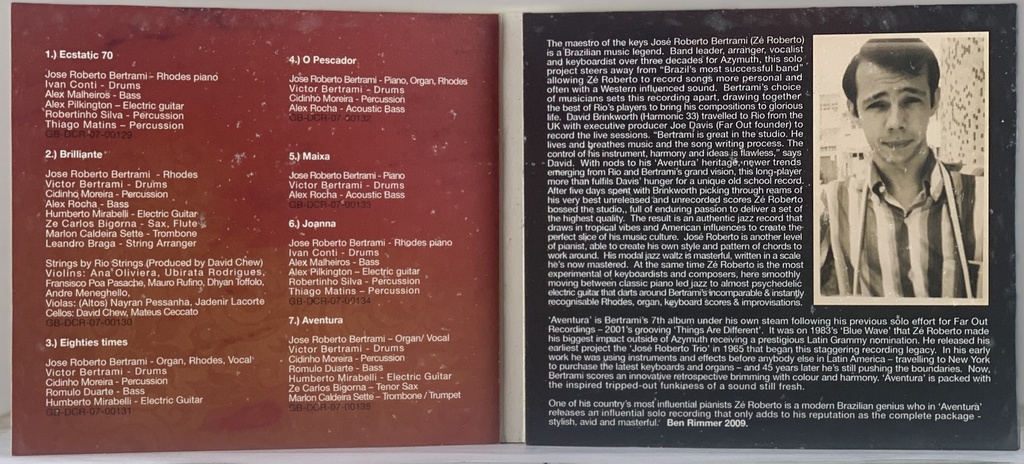 1.) Ecstatic 70
Jose Roberto Bertrami - Rhodes piano
Ivan Conti - Drums
Alex Malheiros - Bass
Alex Pilkington – Electric guitar
Robertinho Silva - Percussion
Thiago Matins – Percussion
GB-DCR-07-00129
2.) Brilliante
Jose Roberto Bertrami - Rhodes
Victor Bertrami - Drums
Cidinho Moreira - Percussion
Alex Rocha - Bass
Humberto Mirabelli - Electric Guitar
Ze Carlos Bigorna - Sax, Flute
Marlon Caldeira Sette - Trombone
Leandro Braga - String Arranger
Strings by Rio Strings (Produced by David Chew)
Violins: Ana Oliviera, Ubirata Rodrigues,
Fransisco Poa Pasache, Mauro Rufino, Dhyan Toffolo,
Andre Meneghello,
Violas: (Altos) Nayran Pessanha, Jadenir Lacorte
Cellos: David Chew, Mateus Ceccato
GB-DCR-07-00130
3.) Eighties times
Jose Roberto Bertrami - Organ, Rhodes, Vocal
Victor Bertrami - Drums
Cidinho Moreira - Percussion
Romulo Duarte - Bass
Humberto Mirabelli - Electric Guitar
GB-DCR-07-00131
4.) O Pescador
Jose Roberto Bertrami - Piano, Organ, Rhodes
Victor Bertrami – Drums
Cidinho Moreira - Percussion
Alex Rocha - Acoustic Bass
GB-DCR-07-00132
5.) Maixa
Jose Roberto Bertrami - Piano
Victor Bertrami - Drums
Alex Rocha - Acoustic Bass
GB-DCR-07-00133
6.) Joanna
Jose Roberto Bertrami - Rhodes piano
Ivan Conti - Drums
Alex Malheiros - Bass
Alex Pilkington – Electric guitar
Robertinho Silva - Percussion
Thiago Matins – Percussion
GB-DCR-07-00134
7.) Aventura
Jose Roberto Bertrami - Organ/ Vocal
Victor Bertrami - Drums
Cidinho Moreira - Percussion
Romulo Duarte - Bass
Humberto Mirabelli - Electric Guitar
Ze Carlos Bigorna - Tenor Sax
Marlon Caldeira Sette – Trombone / Trumpet
GB-DCR-07-00135
The maestro of the keys José Roberto Bertrami (Zé Roberto)
is a Brazilian music legend. Band leader, arranger, vocalist
and keyboardist over three decades for Azymuth, this solo
project steers away from “Brazil's most successful band”
allowing Zé Roberto to record songs more personal and
often with a Western influenced sound. Bertrami's choice
of musicians sets this recording apart, drawing together
the best of Rio's players to bring his compositions to glorious
life. David Brinkworth (Harmonic 33) travelled to Rio from the
UK with executive producer Joe Davis (Far Out founder) to
record the live sessions. “Bertrami is great in the studio. He
lives and breathes music and the song writing process. The
control of his instrument, harmony and ideas is flawless,” says
David. With nods to his 'Aventura' heritage, newer trends
emerging from Rio and Bertrami's grand vision, this long-player
more than fulfils Davis' hunger for a unique old school record.
After five days spent with Brinkworth picking through reams of
his very best unreleased and unrecorded scores Zé Roberto
bossed the studio,, full of enduring passion to deliver a set of
the highest quality. The result is an authentic jazz record that
draws in tropical vibes and American influences to create the
perfect slice of his music culture. José Roberto is another level
of pianist, able to create his own style and pattern of chords to
work around. His modal jazz waltz is masterful, written in a scale
he's now mastered. At the same time Zé Roberto is the most
experimental of keyboardists and composers, here smoothly
moving between classic piano led jazz to almost psychedelic
electric guitar that darts around Bertrami's incomparable & instantly
recognisable Rhodes, organ, keyboard scores & improvisations.
'Aventura' is Bertrami's 7th album under his own steam following his previous solo effort for Far Out
Recordings – 2001's grooving 'Things Are Different'. It was on 1983's 'Blue Wave' that Zé Roberto made
his biggest impact outside of Azymuth receiving a prestigious Latin Grammy nomination. He released his
earliest project the 'José Roberto Trio' in 1965 that began this staggering recording legacy. In his early
work he was using instruments and effects before anybody else in Latin America – travelling to New York
to purchase the latest keyboards and organs – and 45 years later he's still pushing the boundaries. Now,
Bertrami scores an innovative retrospective brimming with colour and harmony. 'Aventura' is packed with
the inspired tripped-out funkipess of a sound still fresh.
One of his country's most influential pianists Zé Roberto is a modern Brazilian genius who in 'Aventura'
releases an influential solo recording that only adds to his reputation as the complete package -
stylish, avid and masterful.' Ben Rimmer 2009.